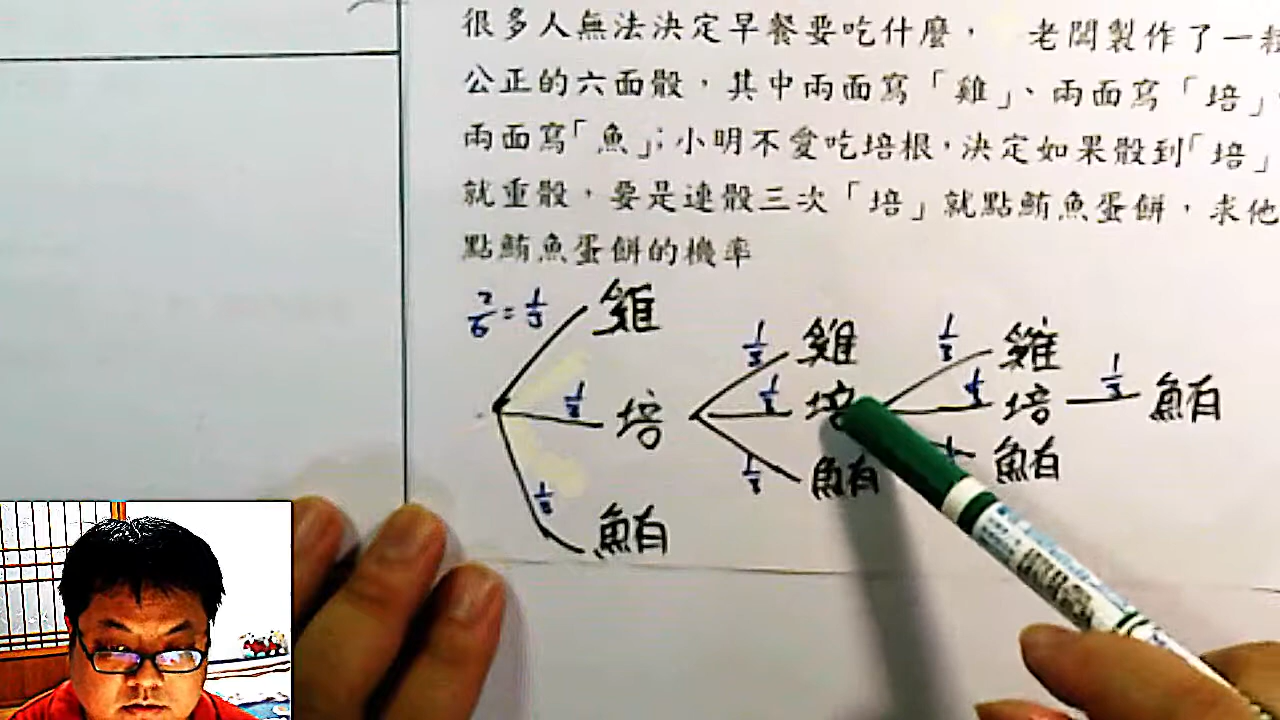 很多人無法決定早餐要吃什麼, 老闆製作了一
公正的六面骰,其中兩面寫「雞」、兩面寫「培」
兩面寫「魚」;小明不愛吃培根,決定如果骰到「培」
就重骰,要是連骰三次「培」就點鮪魚蛋餅,求他
點鮪魚蛋餅的機率
2/6 = 1/3 雞 1/3 雞 1/3 雞
1/3 培 1/3 培 1/3 培 1/3 鮪
1/3 鮪 1/3 鮪
1/3 鮪